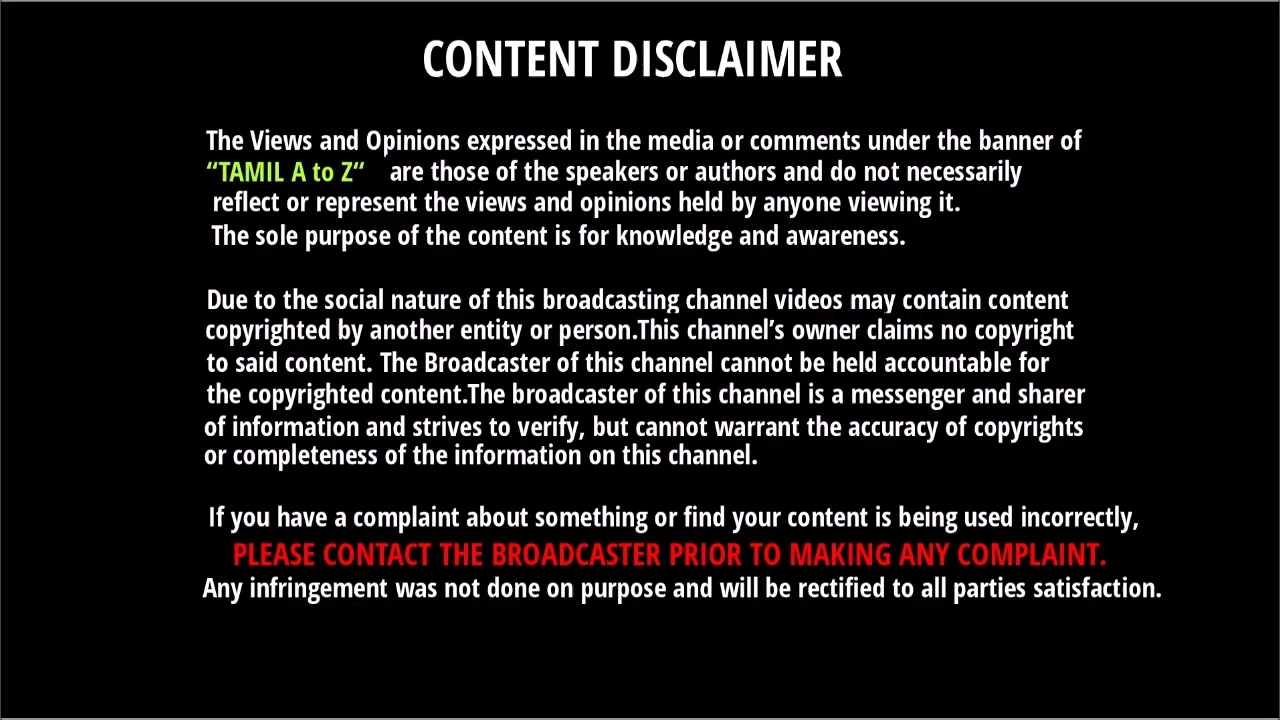 CONTENT DISCLAIMER
The Views and Opinions expressed in the media or comments under the banner of
“TAMIL A to Z“ are those of the speakers or authors and do not necessarily
reflect or represent the views and opinions held by anyone viewing it.
The sole purpose of the content is for knowledge and awareness.
Due to the social nature of this broadcasting channel videos may contain content
copyrighted by another entity or person.This channel’s owner claims no copyright
to said content. The Broadcaster of this channel cannot be held accountable for
the copyrighted content.The broadcaster of this channel is a messenger and sharer
of information and strives to verify, but cannot warrant the accuracy of copyrights
or completeness of the information on this channel.
If you have a complaint about something or find your content is being used incorrectly,
PLEASE CONTACT THE BROADCASTER PRIOR TO MAKING ANY COMPLAINT.
Any infringement was not done on purpose and will be rectified to all parties satisfaction.